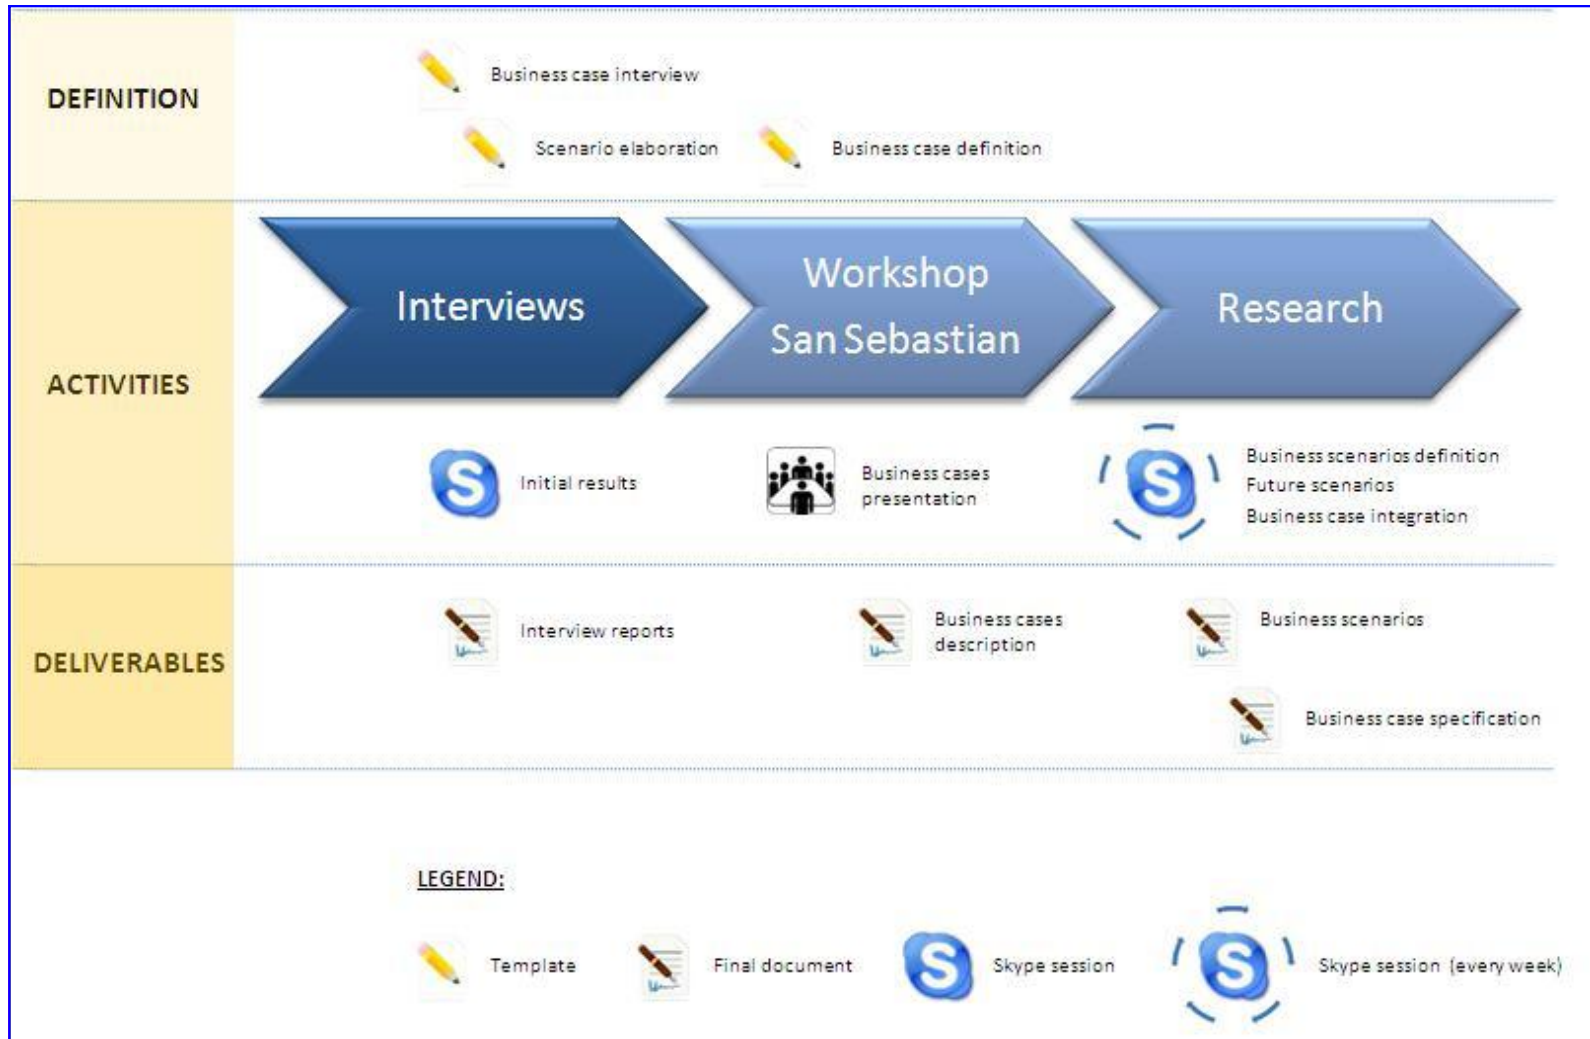 DEFINITION
Business case interview
Scenario elaboration
Business case definition
ACTIVITIES
Interviews
Workshop
San Sebastian
Research
Initial results
Business cases
presentation
Business scenarios definition
Future scenarios
Business case integration
DELIVERABLES
Interview reports
Business cases
description
Business scenarios
Business case specification
LEGEND:
Template
Final document
Skype session
Skype session (every week)